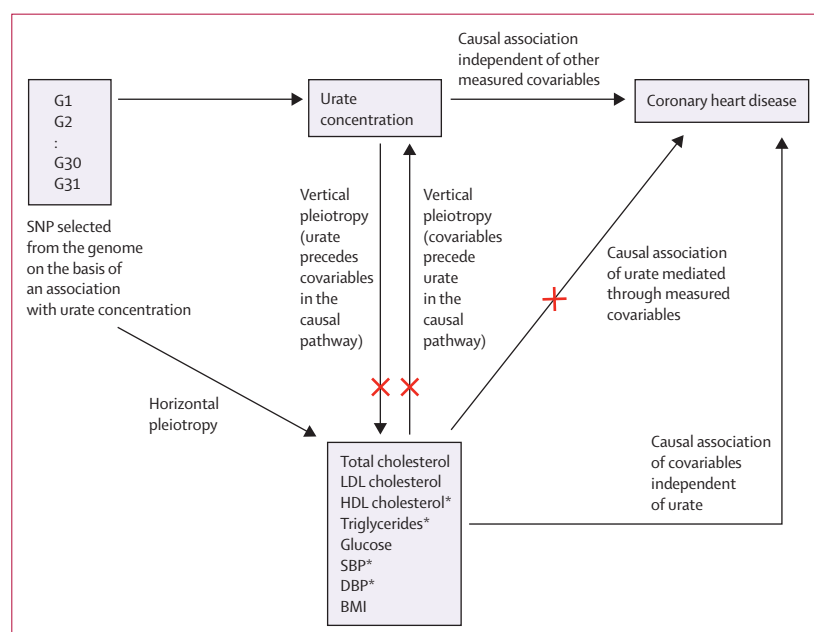 G1
G2
:
G30
G31
SNP selected
from the genome
on the basis of
an association
with urate concentration
Urate
concentration
Causal association
independent of other
measured covariables
Coronary heart disease
Vertical
pleiotropy
(urate
precedes
covariables
in the
causal
pathway)
Vertical
pleiotropy
(covariables
precede
urate
in the
causal
pathway)
Causal association
of urate mediated
through measured
covariables
Horizontal
pleiotropy
Total cholesterol
LDL cholesterol
HDL cholesterol*
Triglycerides*
Glucose
SBP*
DBP*
BMI
Causal association
of covariables
independent
of urate